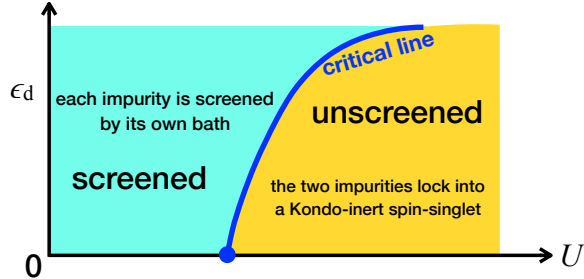 critical line
ϵd
each impurity is screened
by its own bath
unscreened
screened
the two impurities lock into
a Kondo-inert spin-singlet
0
U